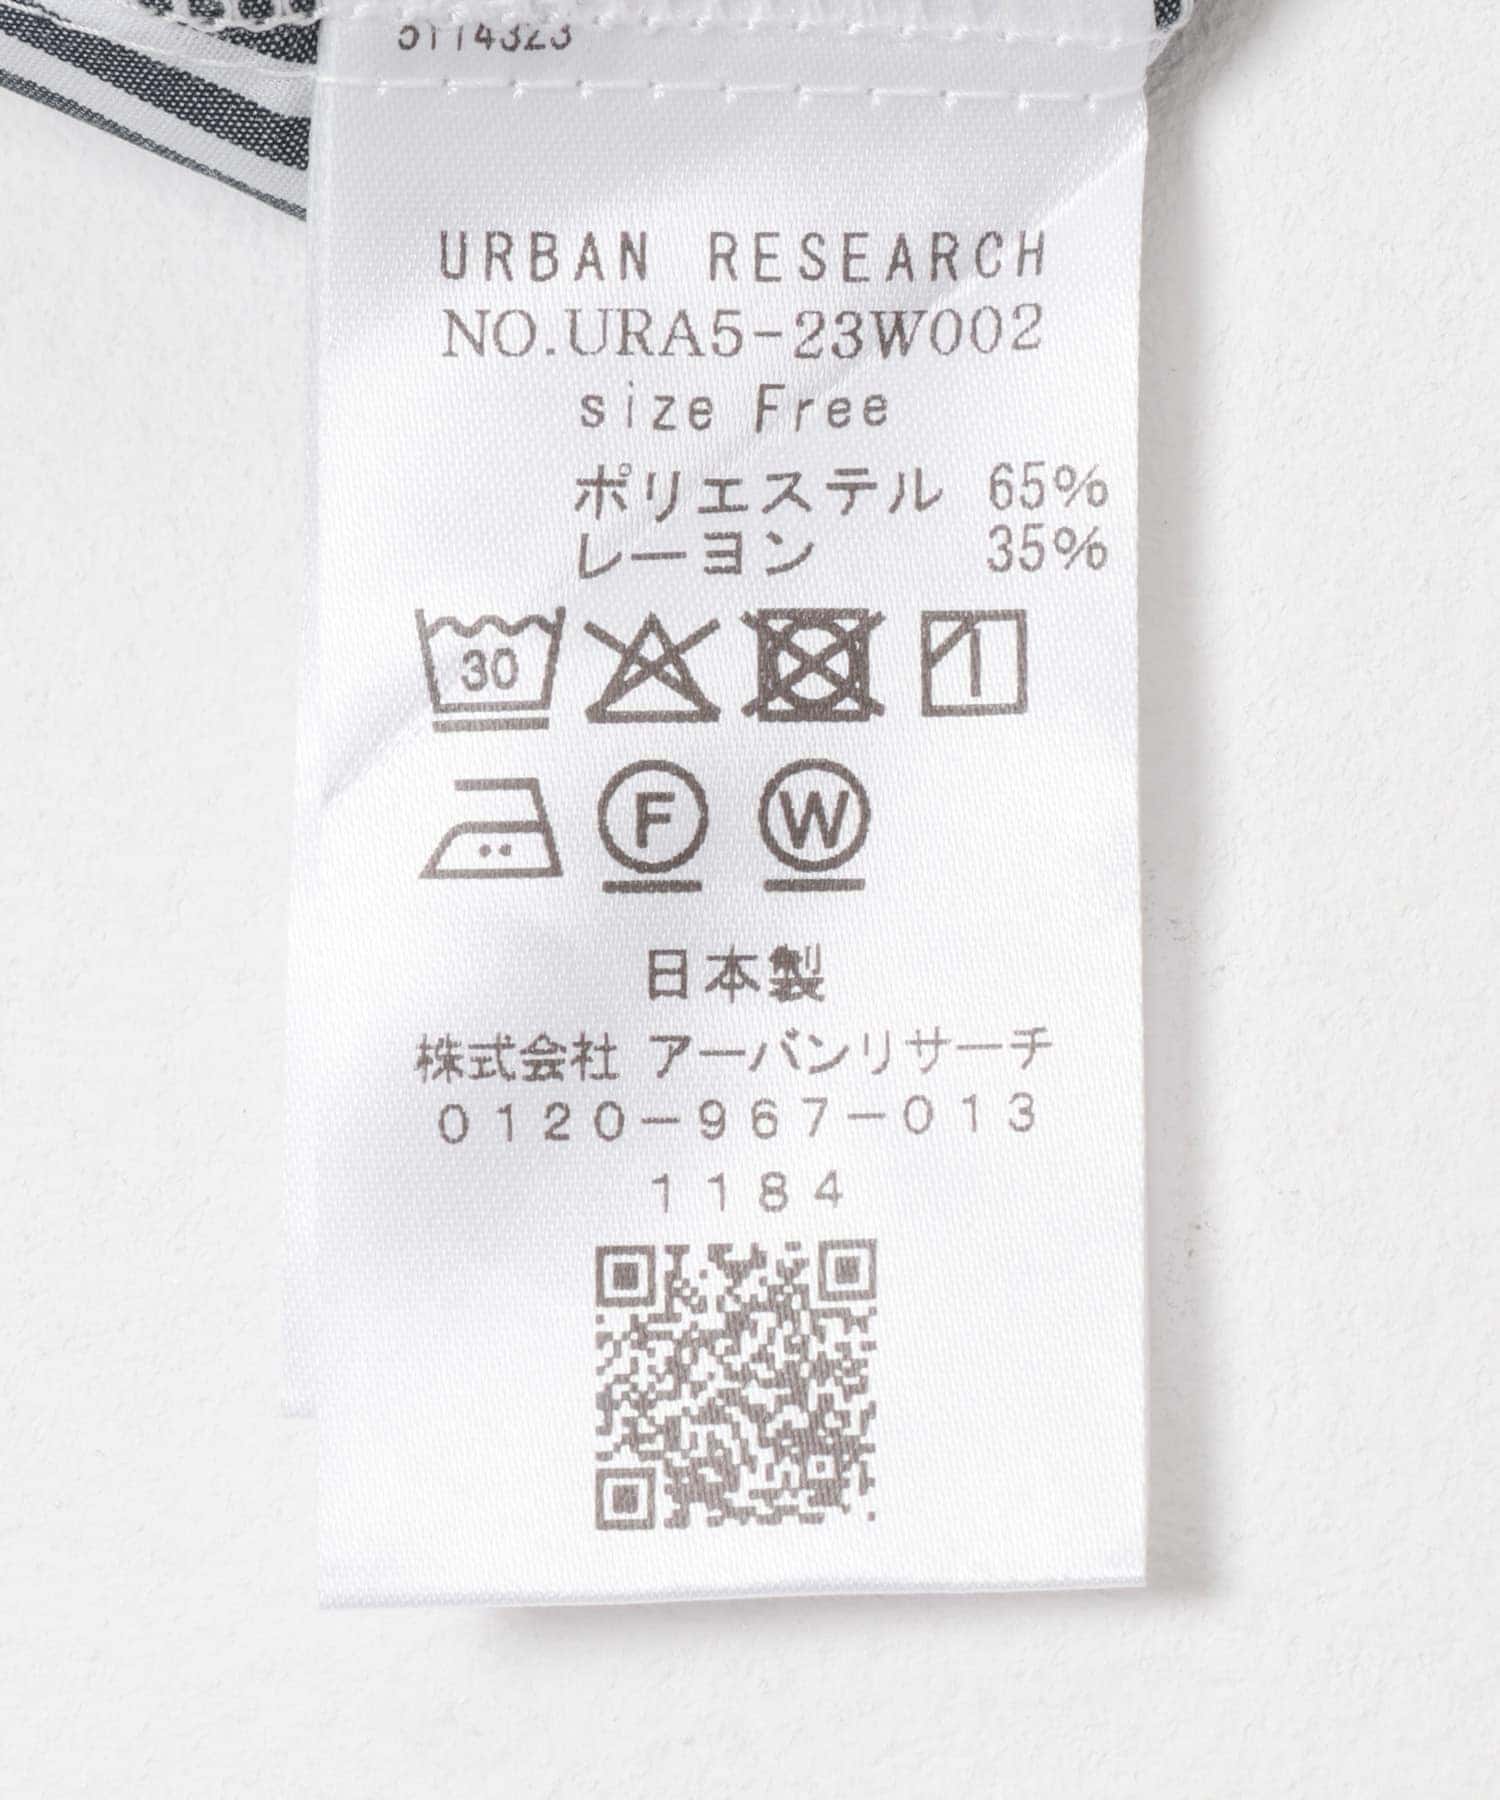 5114323
URBAN RESEARCH
NO.URA5-23W002
size Free
ポリエステル 65%
レーヨン 35%
30
F W
日本製
株式会社 アーバンリサーチ
0120-967-013
1184